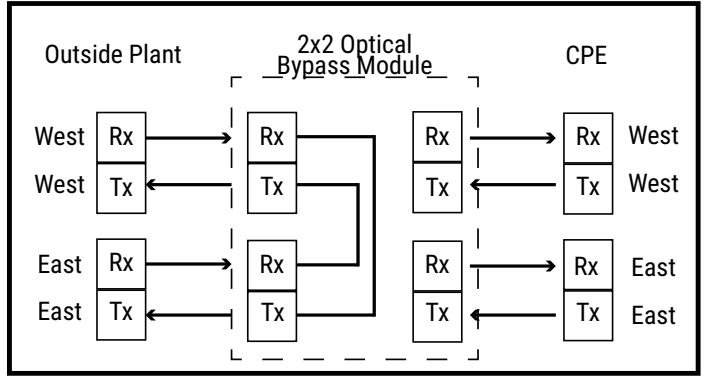 Outside Plant
2x2 Optical
Bypass Module
CPE
West Rx Rx Rx Rx West
West Tx Tx Tx Tx West
East Rx Rx Rx Rx East
East Tx Tx Tx Tx East